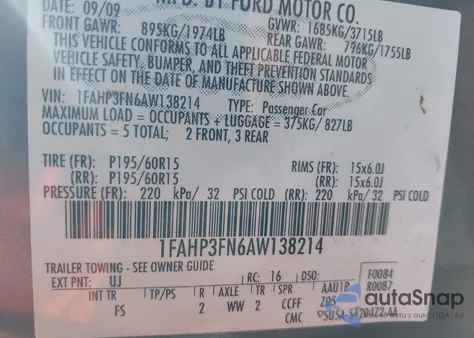 DATE: 09/09 MFD. BY FORD MOTOR CO.
FRONT GAWR: 895KG/1974LB GVWR: 1685KG/3715LB
REAR GAWR: 796KG/1755LB
THIS VEHICLE CONFORMS TO ALL APPLICABLE FEDERAL MOTOR
VEHICLE SAFETY, BUMPER, AND THEFT PREVENTION STANDARDS
IN EFFECT ON THE DATE OF MANUFACTURE SHOWN ABOVE.
VIN: 1FAHP3FN6AW138214 TYPE: Passenger Car
MAXIMUM LOAD = OCCUPANTS + LUGGAGE = 375KG/ 827LB
OCCUPANTS = 5 TOTAL; 2 FRONT, 3 REAR
TIRE (FR): P195/60R15 RIMS (FR): 15x6.0J
(RR): P195/60R15 (RR): 15x6.0J
PRESSURE (FR): 220 kPa/ 32 PSI COLD (RR): 220 kPa/ 32 PSI COLD
1FAHP3FN6AW138214
TRAILER TOWING - SEE OWNER GUIDE
EXT PNT: UJ RC: 16 DSO: F0084
INT TR TP/PS R AXLE TR SPR AAUTP R0087
FS 2 WW 2 CCFF
CMC
autoSnap